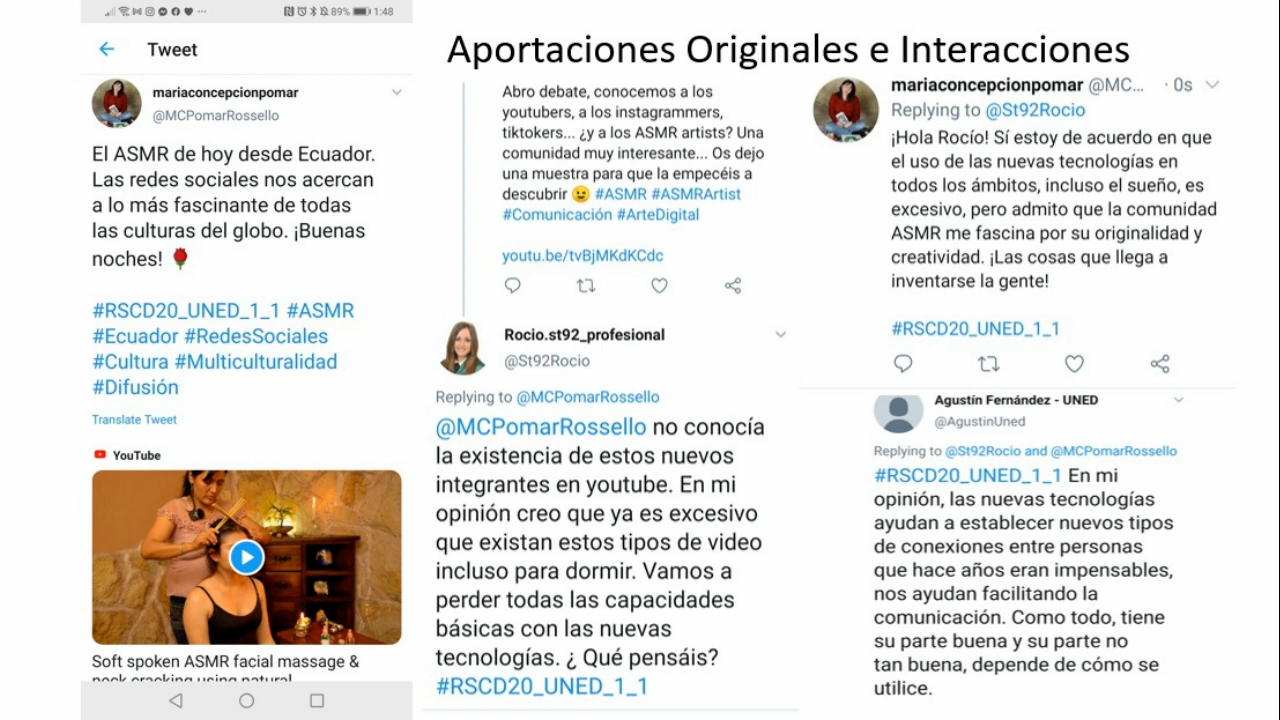 89% 1:48
Tweet
mariaconcepcionpomar
@MCPomarRossello
El ASMR de hoy desde Ecuador.
Las redes sociales nos acercan
a lo más fascinante de todas
las culturas del globo. ¡Buenas
noches! 🌹
#RSCD20_UNED_1_1 #ASMR
#Ecuador #RedesSociales
#Cultura #Multiculturalidad
#Difusión
Translate Tweet
YouTube
Soft spoken ASMR facial massage &
neck cracking using natural
Aportaciones Originales e Interacciones
Abro debate, conocemos a los
youtubers, a los instagrammers,
tiktokers... ¿y a los ASMR artists? Una
comunidad muy interesante... Os dejo
una muestra para que la empecéis a
descubrir 😉 #ASMR #ASMRArtist
#Comunicación #ArteDigital
youtu.be/tvBjMKdKCdc
Rocio.st92_profesional
@St92Rocio
Replying to @MCPomarRossello
@MCPomarRossello no conocía
la existencia de estos nuevos
integrantes en youtube. En mi
opinión creo que ya es excesivo
que existan estos tipos de video
incluso para dormir. Vamos a
perder todas las capacidades
básicas con las nuevas
tecnologías. ¿ Qué pensáis?
#RSCD20_UNED_1_1
mariaconcepcionpomar @MC... · 0s
Replying to @St92Rocio
¡Hola Rocío! Sí estoy de acuerdo en que
el uso de las nuevas tecnologías en
todos los ámbitos, incluso el sueño, es
excesivo, pero admito que la comunidad
ASMR me fascina por su originalidad y
creatividad. ¡Las cosas que llega a
inventarse la gente!
#RSCD20_UNED_1_1
Agustín Fernández - UNED
@AgustinUned
Replying to @St92Rocio and @MCPomarRossello
#RSCD20_UNED_1_1 En mi
opinión, las nuevas tecnologías
ayudan a establecer nuevos tipos
de conexiones entre personas
que hace años eran impensables,
nos ayudan facilitando la
comunicación. Como todo, tiene
su parte buena y su parte no
tan buena, depende de cómo se
utilice.